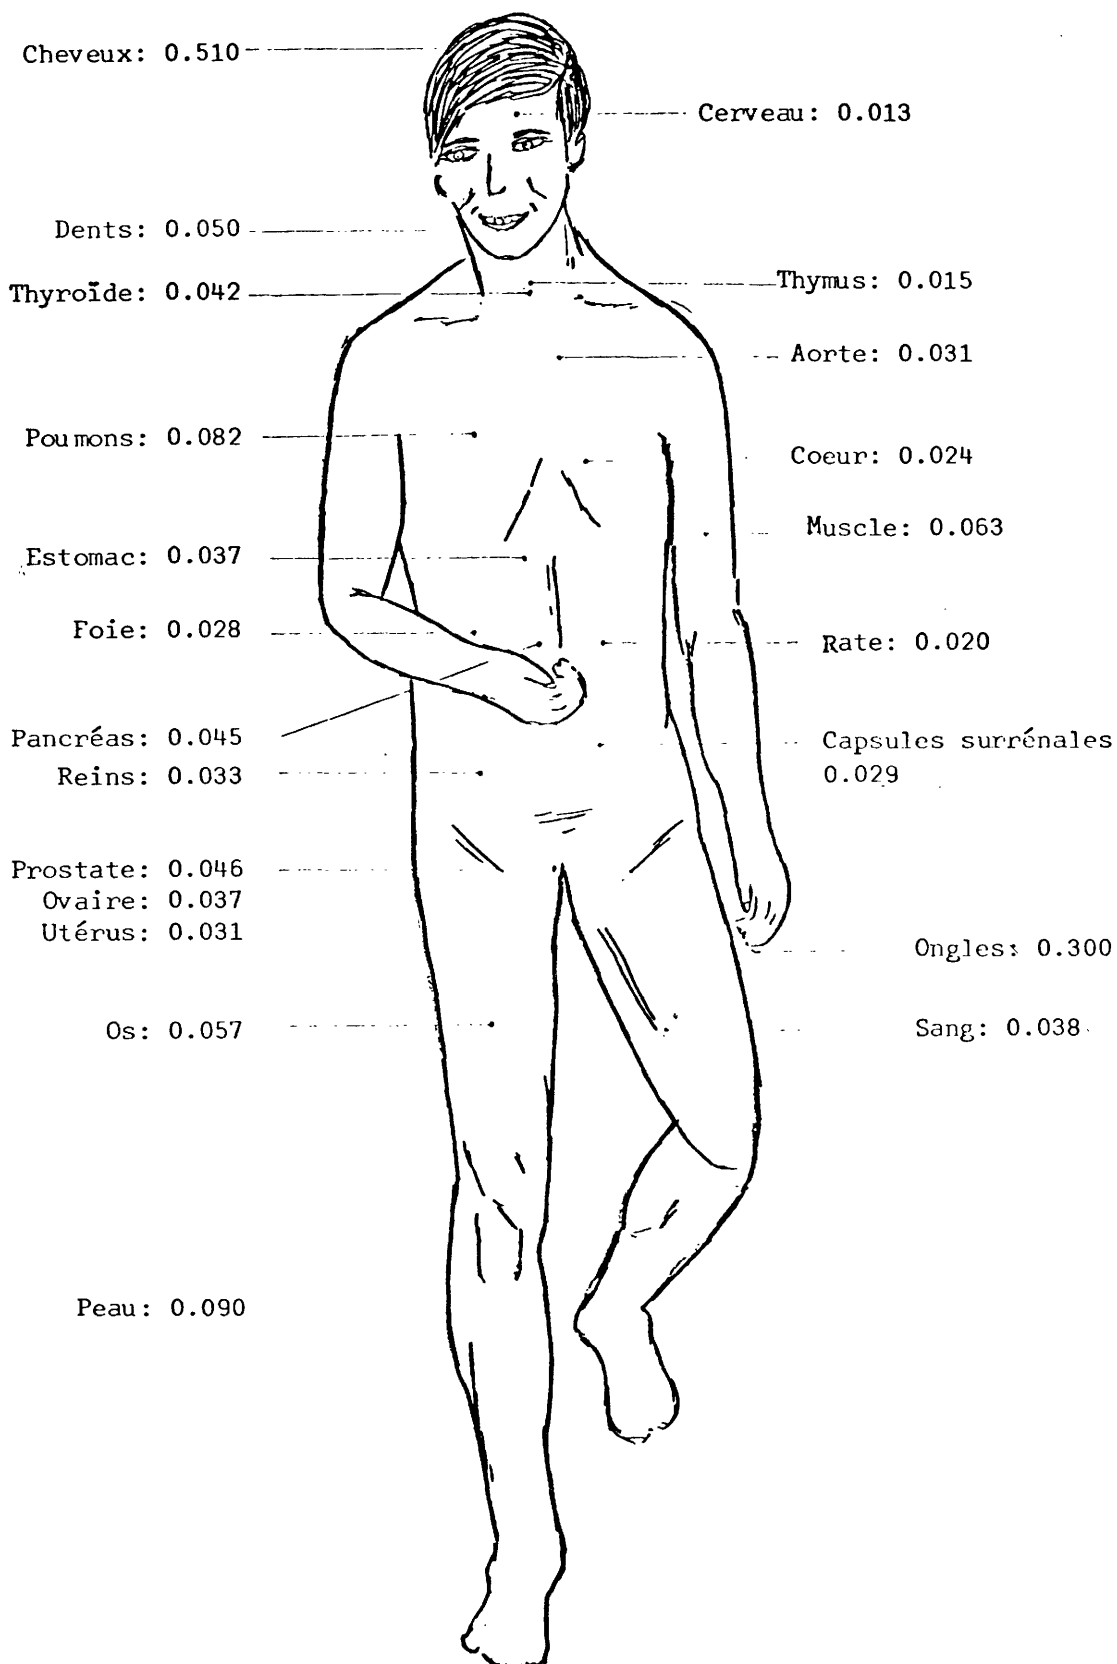 Cheveux: 0.510
Cerveau: 0.013
Dents: 0.050
Thyroïde: 0.042
Thymus: 0.015
Aorte: 0.031
Poumons: 0.082
Coeur: 0.024
Muscle: 0.063
Estomac: 0.037
Foie: 0.028
Rate: 0.020
Pancréas: 0.045
Capsules surrénales
0.029
Reins: 0.033
Prostate: 0.046
Ovaire: 0.037
Utérus: 0.031
Ongles: 0.300
Os: 0.057
Sang: 0.038
Peau: 0.090